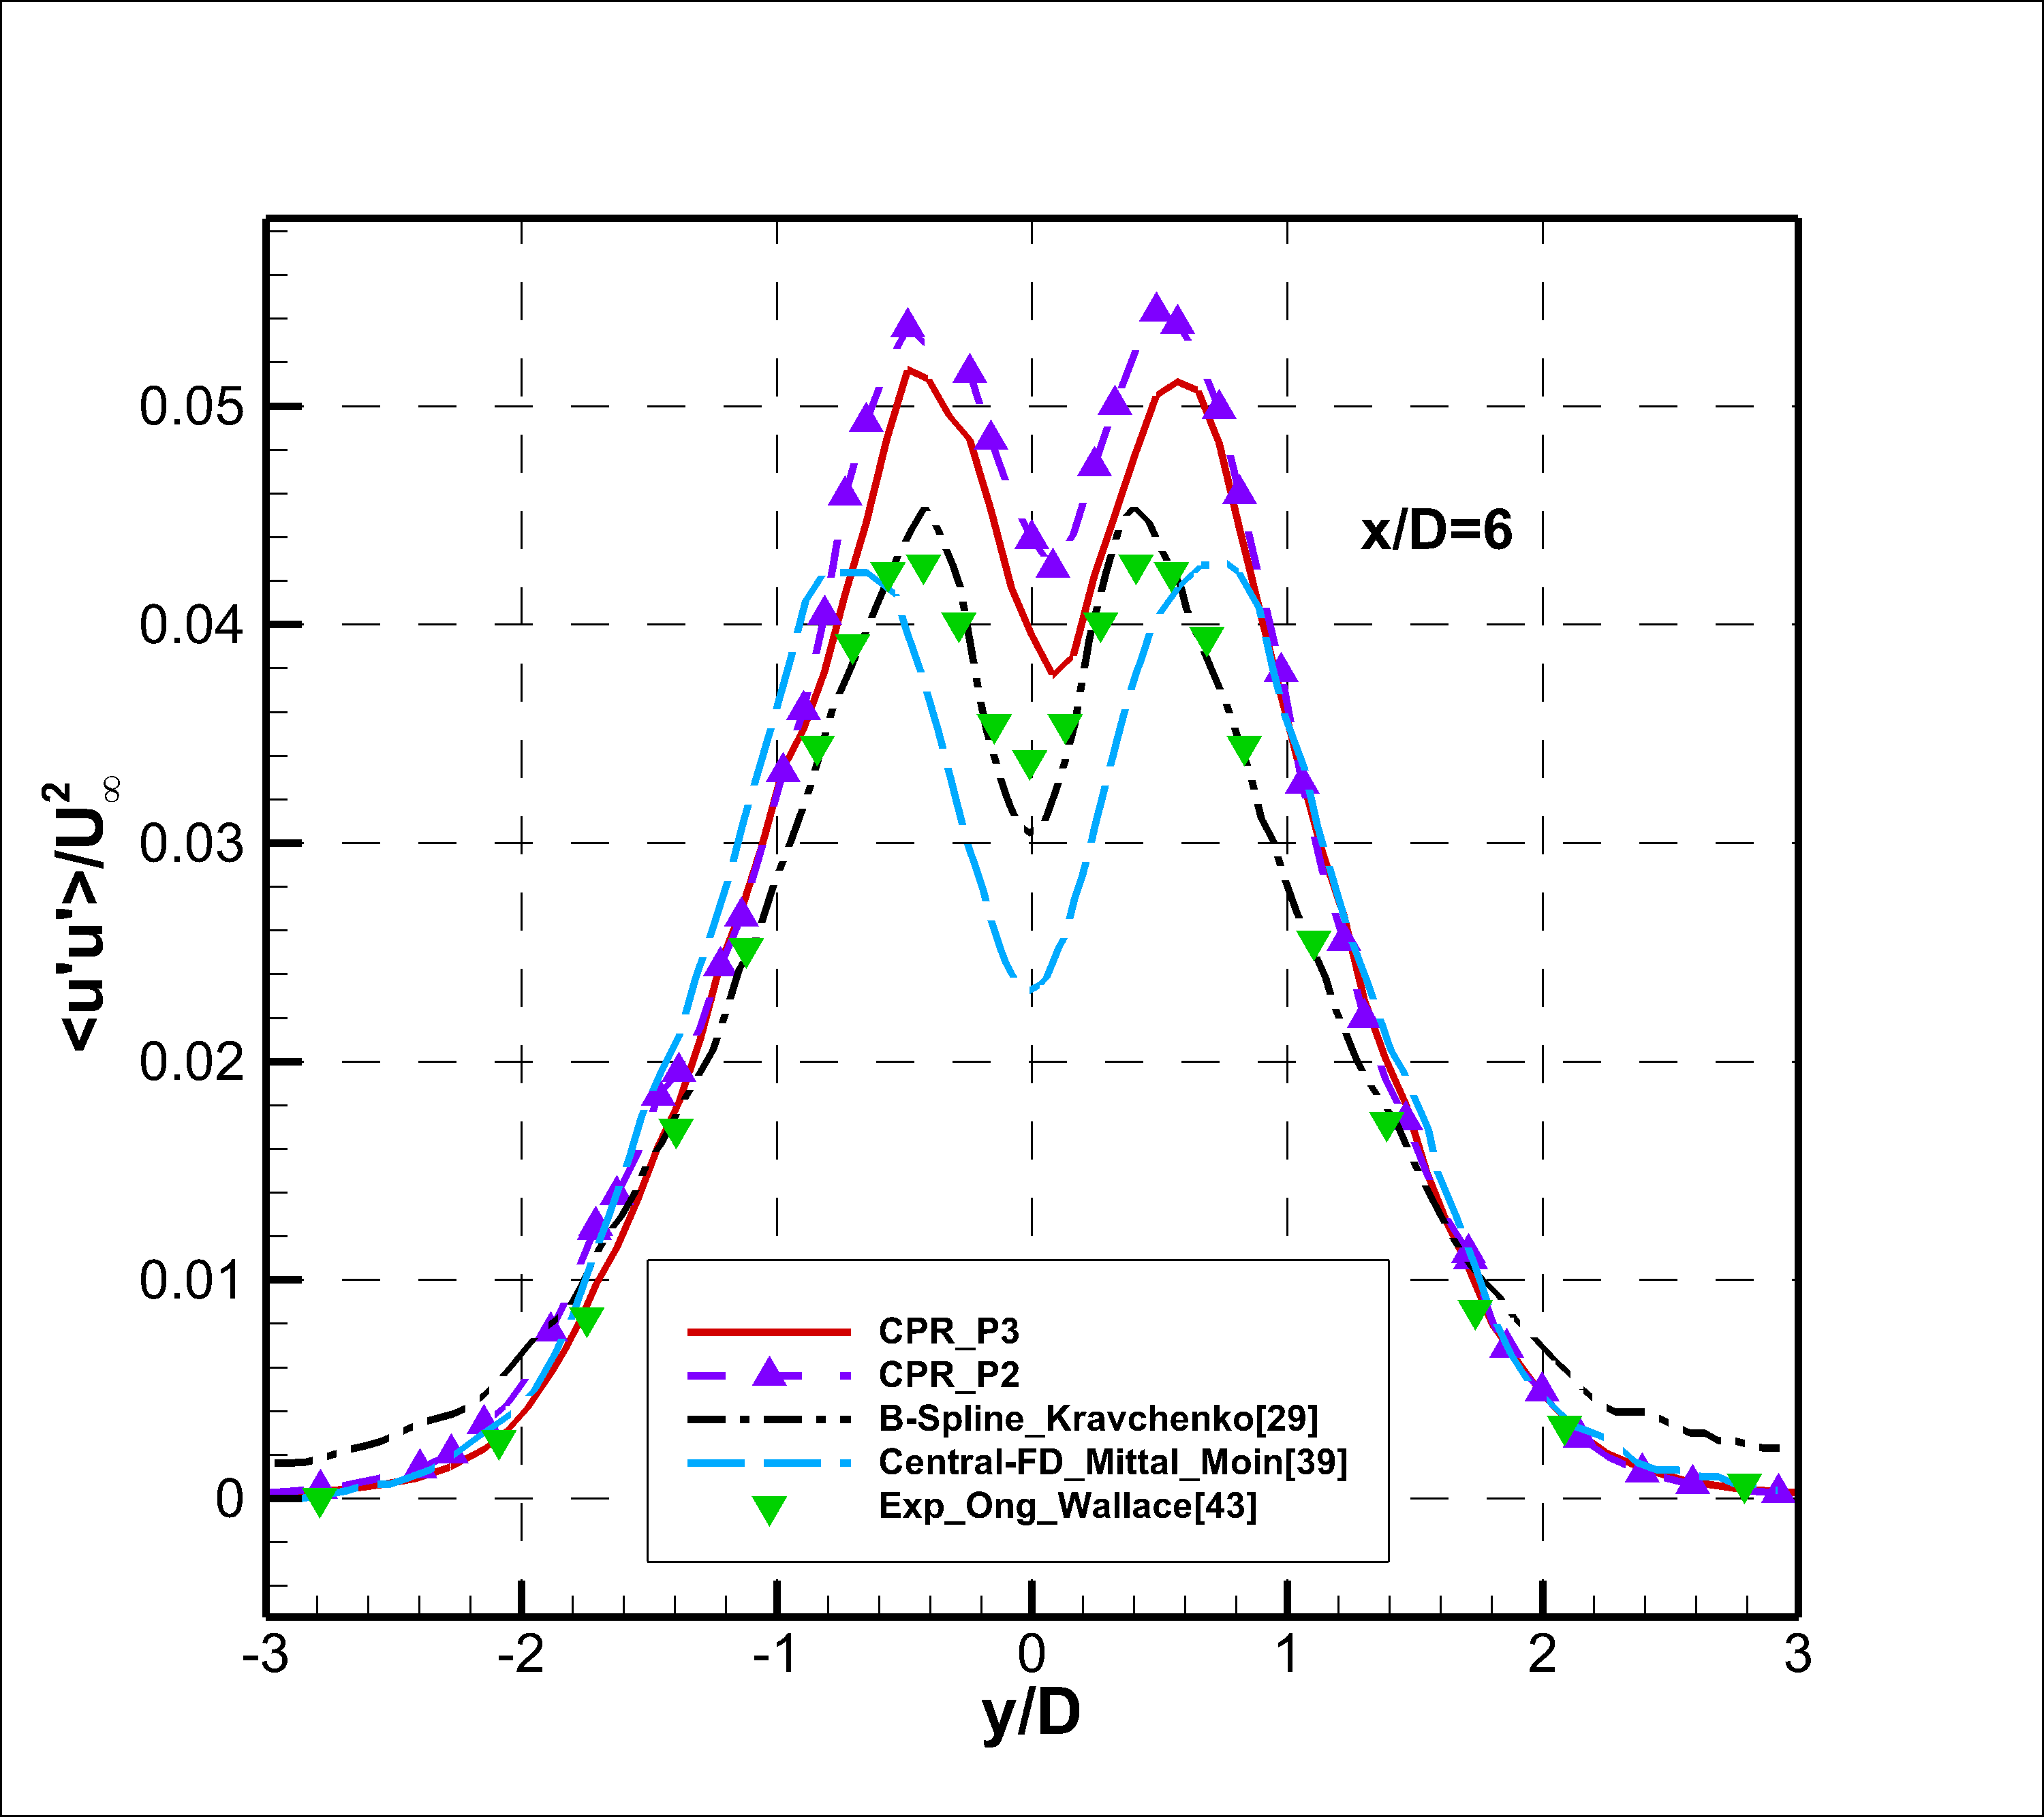 0.05
x/D=6
0.04
0.03
0.02
0.01
0
<u'u'>/U∞²
CPR_P3
CPR_P2
B-Spline_Kravchenko[29]
Central-FD_Mittal_Moin[39]
Exp_Ong_Wallace[43]
-3 -2 -1 0 1 2 3
y/D